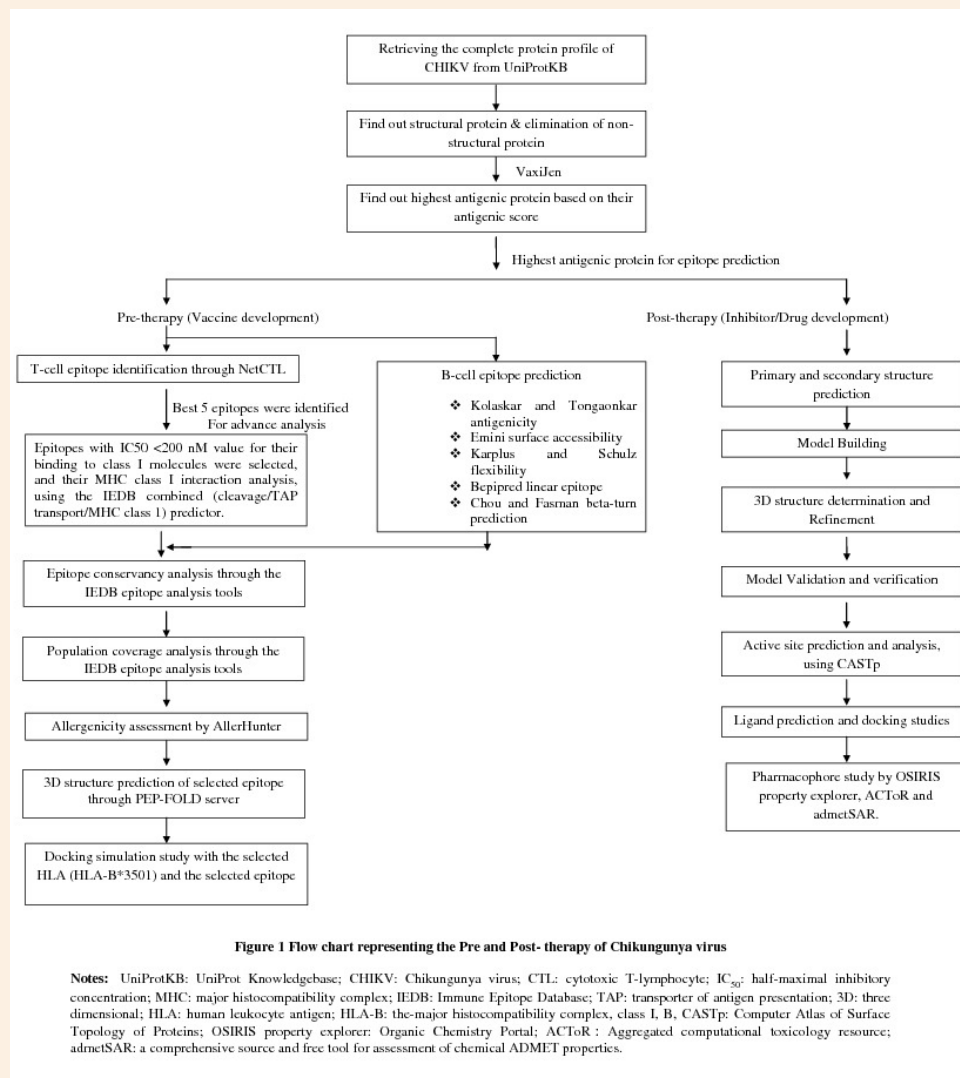 Retrieving the complete protein profile of
CHIKV from UniProtKB
Find out structural protein & elimination of non-
structural protein
VaxiJen
Find out highest antigenic protein based on their
antigenic score
Highest antigenic protein for epitope prediction
Pre-therapy (Vaccine development)
T-cell epitope identification through NetCTL
Best 5 epitopes were identified
For advance analysis
Epitopes with IC50 <200 nM value for their
binding to class I molecules were selected,
and their MHC class I interaction analysis,
using the IEDB combined (cleavage/TAP
transport/MHC class 1) predictor.
B-cell epitope prediction
❖ Kolaskar and Tongaonkar
antigenicity
❖ Emini surface accessibility
❖ Karplus and Schulz
flexibility
❖ Bepipred linear epitope
❖ Chou and Fasman beta-turn
prediction
Epitope conservancy analysis through the
IEDB epitope analysis tools
Population coverage analysis through the
IEDB epitope analysis tools
Allergenicity assessment by AllerHunter
3D structure prediction of selected epitope
through PEP-FOLD server
Docking simulation study with the selected
HLA (HLA-B*3501) and the selected epitope
Post-therapy (Inhibitor/Drug development)
Primary and secondary structure
prediction
Model Building
3D structure determination and
Refinement
Model Validation and verification
Active site prediction and analysis,
using CASTp
Ligand prediction and docking studies
Pharmacophore study by OSIRIS
property explorer, ACToR and
admetSAR.
Figure 1 Flow chart representing the Pre and Post- therapy of Chikungunya virus
Notes: UniProtKB: UniProt Knowledgebase; CHIKV: Chikungunya virus; CTL: cytotoxic T-lymphocyte; IC50: half-maximal inhibitory
concentration; MHC: major histocompatibility complex; IEDB: Immune Epitope Database; TAP: transporter of antigen presentation; 3D: three
dimensional; HLA: human leukocyte antigen; HLA-B: the-major histocompatibility complex, class I, B, CASTp: Computer Atlas of Surface
Topology of Proteins; OSIRIS property explorer: Organic Chemistry Portal; ACToR : Aggregated computational toxicology resource;
admetSAR: a comprehensive source and free tool for assessment of chemical ADMET properties.